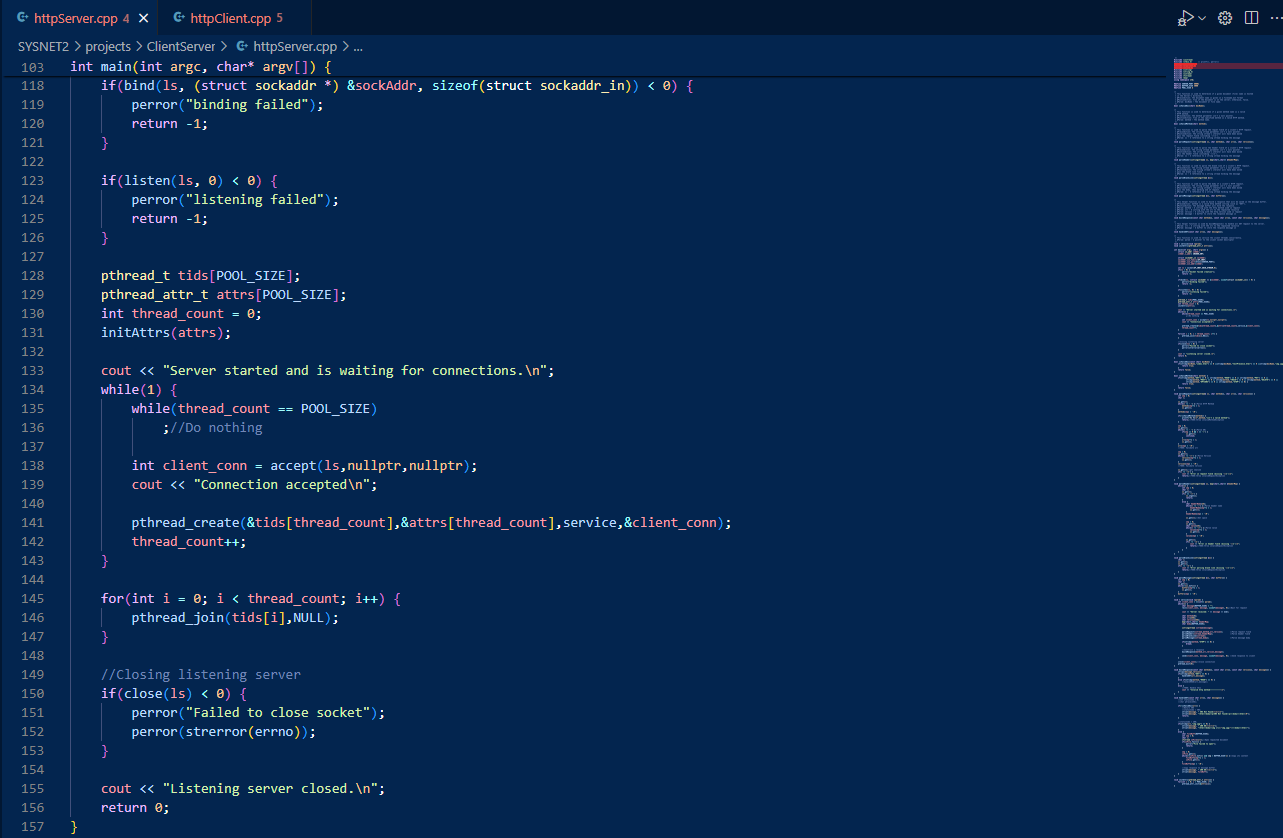 httpServer.cpp 4
httpClient.cpp 5
SYSNET2 > projects > ClientServer > httpServer.cpp > ...
103 int main(int argc, char* argv[]) {
118 if(bind(ls, (struct sockaddr *) &sockAddr, sizeof(struct sockaddr_in)) < 0) {
119 perror("binding failed");
120 return -1;
121 }
122
123 if(listen(ls, 0) < 0) {
124 perror("listening failed");
125 return -1;
126 }
127
128 pthread_t tids[POOL_SIZE];
129 pthread_attr_t attrs[POOL_SIZE];
130 int thread_count = 0;
131 initAttrs(attrs);
132
133 cout << "Server started and is waiting for connections.\n";
134 while(1) {
135 while(thread_count == POOL_SIZE)
136 ;//Do nothing
137
138 int client_conn = accept(ls,nullptr,nullptr);
139 cout << "Connection accepted\n";
140
141 pthread_create(&tids[thread_count],&attrs[thread_count],service,&client_conn);
142 thread_count++;
143 }
144
145 for(int i = 0; i < thread_count; i++) {
146 pthread_join(tids[i],NULL);
147 }
148
149 //Closing listening server
150 if(close(ls) < 0) {
151 perror("Failed to close socket");
152 perror(strerror(errno));
153 }
154
155 cout << "Listening server closed.\n";
156 return 0;
157 }